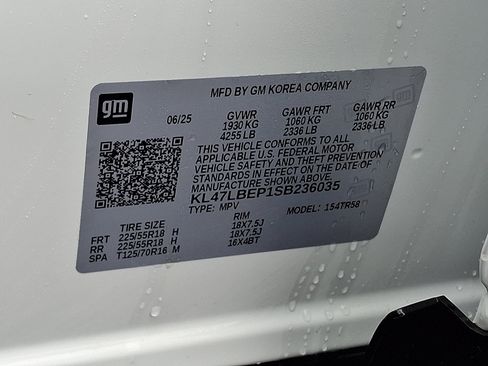 gm
MFD BY GM KOREA COMPANY
06/25 GVWR GAWR FRT GAWR RR
1930 KG 1060 KG 1060 KG
4255 LB 2336 LB 2336 LB
THIS VEHICLE CONFORMS TO ALL
APPLICABLE U.S. FEDERAL MOTOR
VEHICLE SAFETY AND THEFT PREVENTION
STANDARDS IN EFFECT ON THE DATE OF
MANUFACTURE SHOWN ABOVE.
KL47LBEP1SB236035
TYPE: MPV MODEL: 1S4TR58
TIRE SIZE RIM
FRT 225/55R18 H 18X7.5J
RR 225/55R18 H 18X7.5J
SP T125/70R16 M 16X4BT